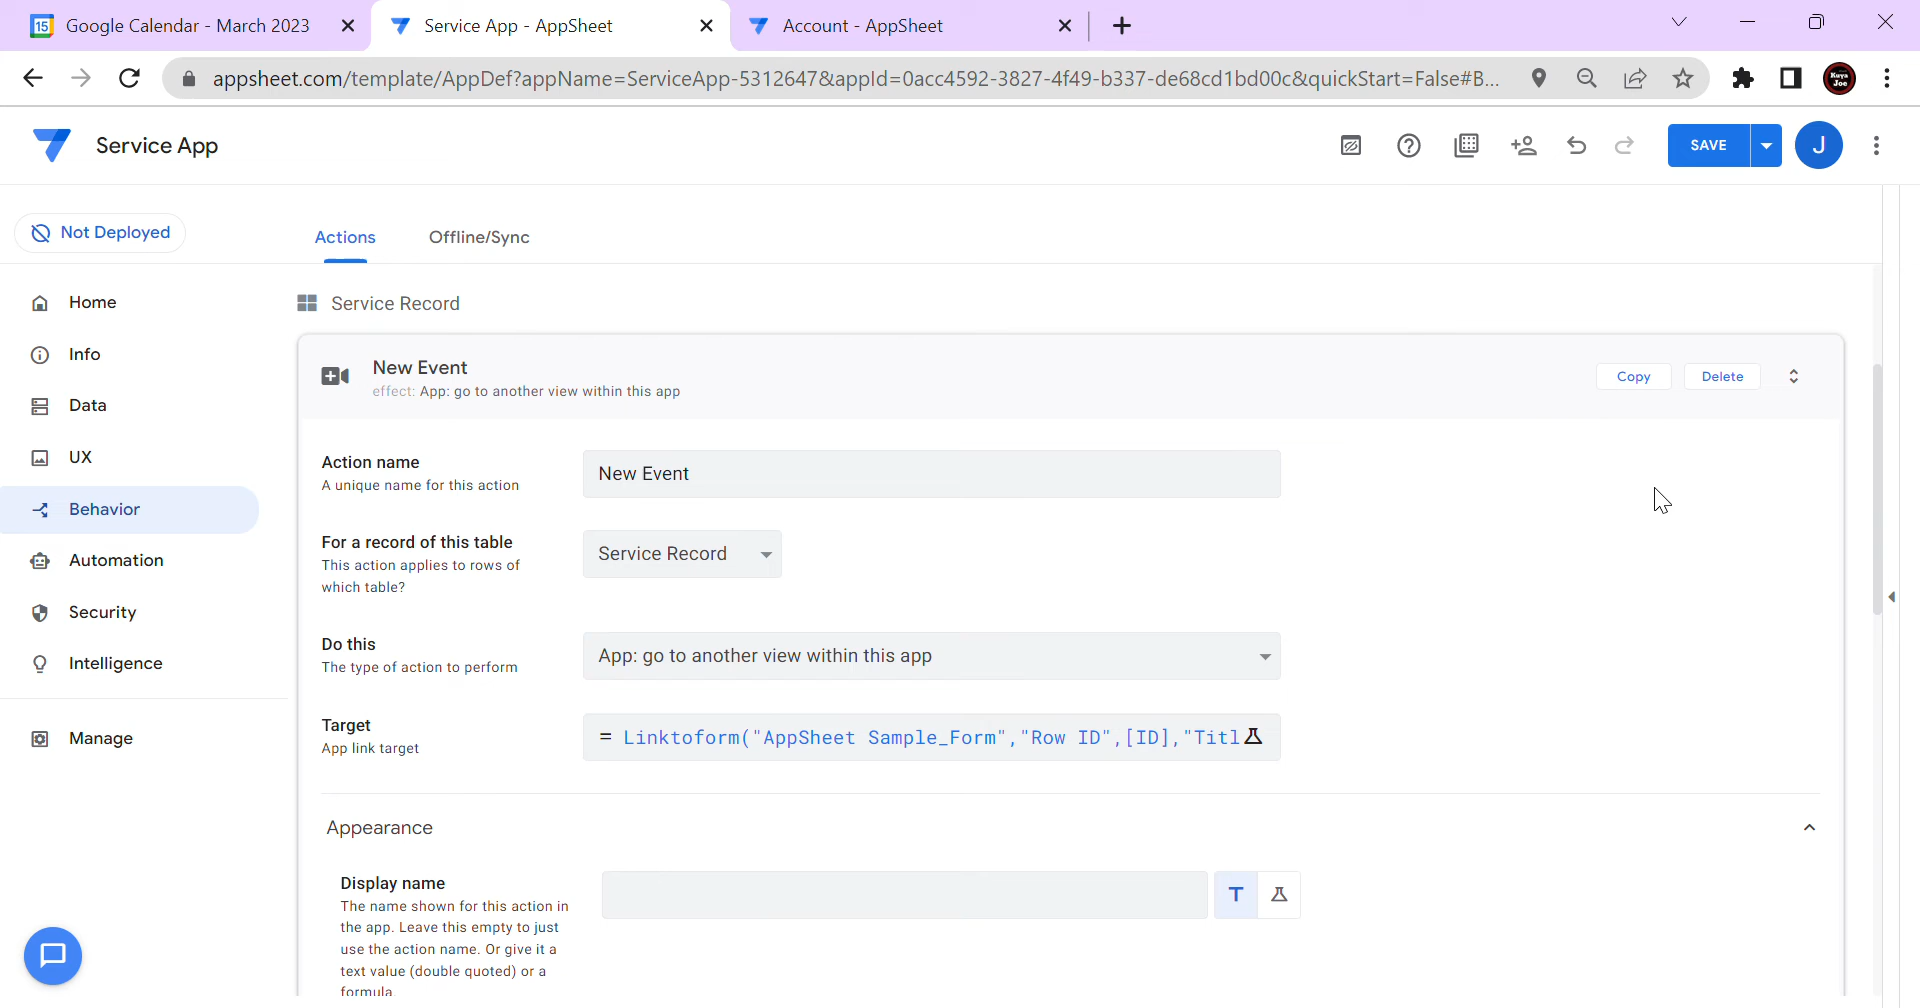 15 Google Calendar - March 2023
Service App - AppSheet
Account - AppSheet
appsheet.com/template/AppDef?appName=ServiceApp-5312647&appId=0acc4592-3827-4f49-b337-de68cd1bd00c&quickStart=False#B...
Kuya Joe
Service App
SAVE
J
Not Deployed
Actions
Offline/Sync
Home
Info
Data
UX
Behavior
Automation
Security
Intelligence
Manage
Service Record
New Event
effect: App: go to another view within this app
Copy
Delete
Action name
A unique name for this action
New Event
For a record of this table
This action applies to rows of
which table?
Service Record
Do this
The type of action to perform
App: go to another view within this app
Target
App link target
= Linktoform("AppSheet Sample_Form","Row ID",[ID],"Titl
Appearance
Display name
The name shown for this action in
the app. Leave this empty to just
use the action name. Or give it a
text value (double quoted) or a
formula.
T